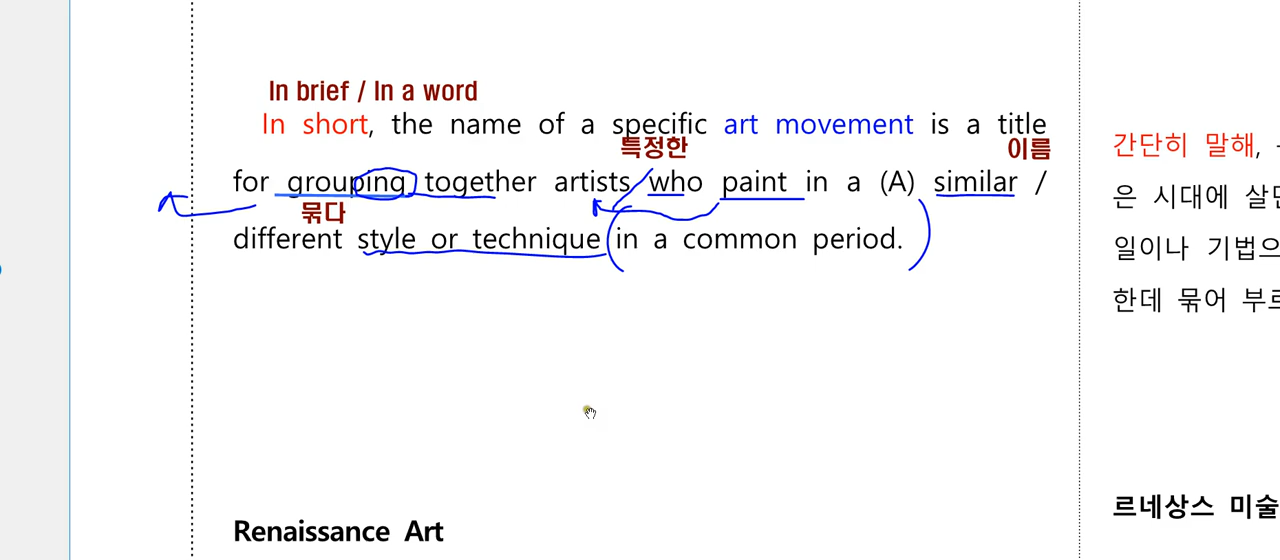 In brief / In a word
In short, the name of a specific art movement is a title
특정한
이름
for grouping together artists who paint in a (A) similar /
묶다
different style or technique in a common period.
Renaissance Art
간단히 말해,
은 시대에 살던
일이나 기법으
한데 묶어 부르
르네상스 미술